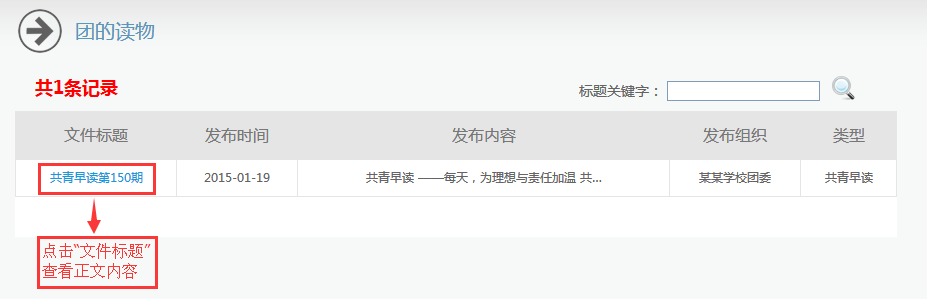 团的读物
共1条记录
标题关键字：
文件标题 发布时间 发布内容 发布组织 类型
共青早读第150期 2015-01-19 共青早读 ——每天，为理想与责任加温 共... 某某学校团委 共青早读
点击“文件标题”
查看正文内容